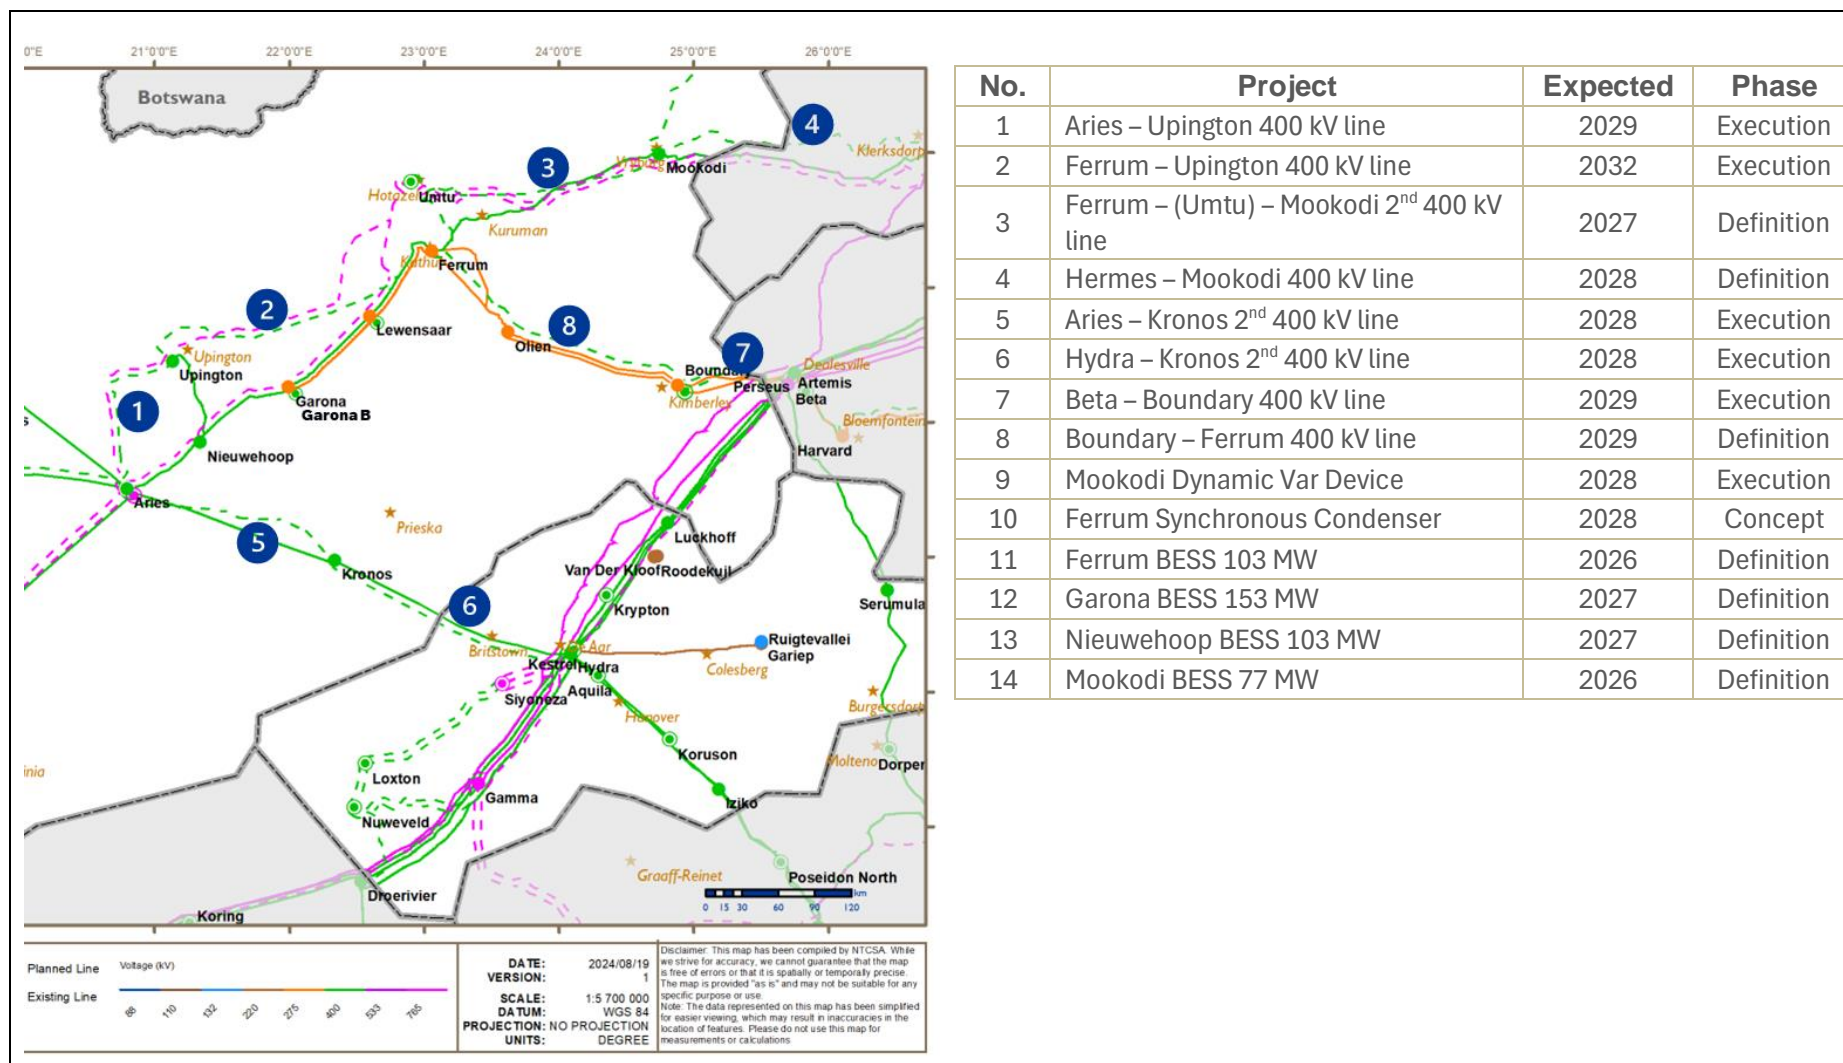 0"E
21°0'0"E
22°0'0"E
23°0'0"E
24°0'0"E
25°0'0"E
26°0'0"E
Botswana
4
Klerksdorp
3
Vryburg
Mookodi
Hotazel
Umtu
Kuruman
Kathu
Ferrum
2
Lewensaar
8
Olien
7
Boundary
Dealesville
Perseus
Artemis
Beta
Kimberley
Upington
Upington
1
Garona
Garona B
Bloemfontein
Harvard
s
Nieuwehoop
Aries
Prieska
5
Kronos
Luckhoff
Van Der Kloof
Roodekuil
6
Krypton
Serumula
Ruigtevallei
Gariep
Britstown
De Aar
Kestrel
Hydra
Colesberg
Aquila
Siyoneza
Hanover
Burgersdorp
Koruson
Molteno
Dorper
inia
Loxton
Gamma
Iziko
Nuweveld
Graaff-Reinet
Poseidon North
Droerivier
km
0 15 30 60 90 120
Koring
Planned Line
Existing Line
Voltage (kV)
88 110 132 220 275 400 533 765
DATE: 2024/08/19
VERSION: 1
SCALE: 1:5 700 000
DATUM: WGS 84
PROJECTION: NO PROJECTION
UNITS: DEGREE
Disclaimer: This map has been compiled by NTCSA. While
we strive for accuracy, we cannot guarantee that the map
is free of errors or that it is spatially or temporally precise.
The map is provided "as is" and may not be suitable for any
specific purpose or use.
Note: The data represented on this map has been simplified
for easier viewing, which may result in inaccuracies in the
location of features. Please do not use this map for
measurements or calculations
No. Project Expected Phase
1 Aries – Upington 400 kV line 2029 Execution
2 Ferrum – Upington 400 kV line 2032 Execution
3 Ferrum – (Umtu) – Mookodi 2nd 400 kV
line 2027 Definition
4 Hermes – Mookodi 400 kV line 2028 Definition
5 Aries – Kronos 2nd 400 kV line 2028 Execution
6 Hydra – Kronos 2nd 400 kV line 2028 Execution
7 Beta – Boundary 400 kV line 2029 Execution
8 Boundary – Ferrum 400 kV line 2029 Definition
9 Mookodi Dynamic Var Device 2028 Execution
10 Ferrum Synchronous Condenser 2028 Concept
11 Ferrum BESS 103 MW 2026 Definition
12 Garona BESS 153 MW 2027 Definition
13 Nieuwehoop BESS 103 MW 2027 Definition
14 Mookodi BESS 77 MW 2026 Definition